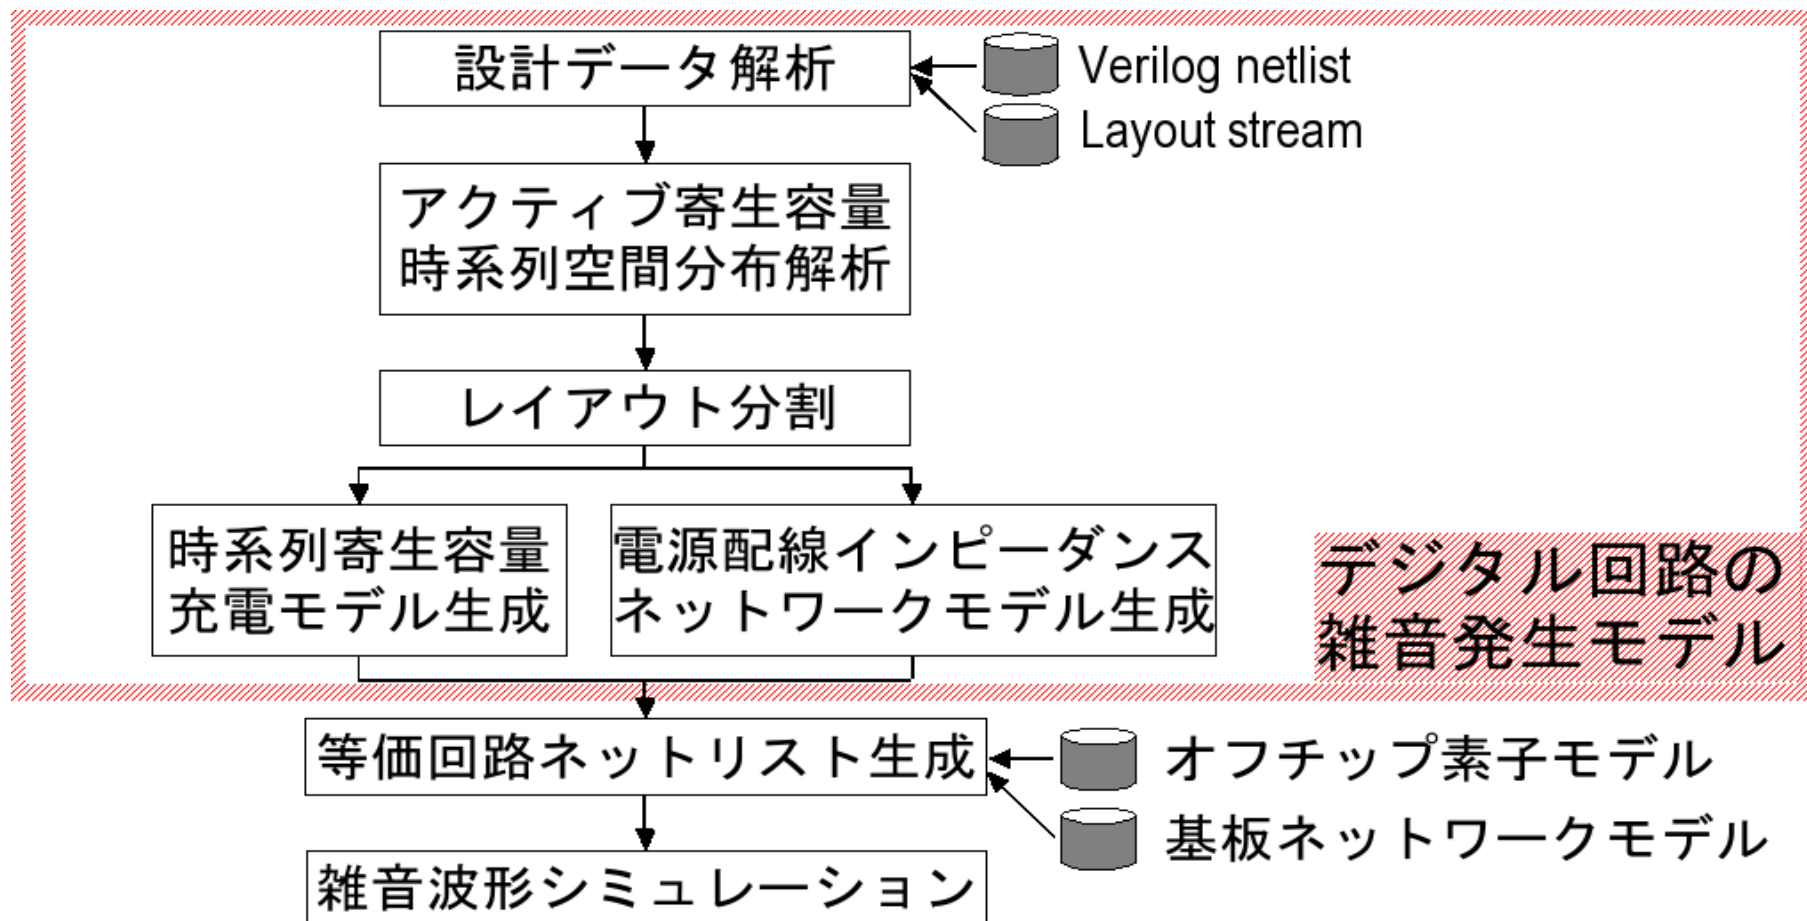 設計データ解析
Verilog netlist
Layout stream
アクティブ寄生容量
時系列空間分布解析
レイアウト分割
時系列寄生容量
充電モデル生成
電源配線インピーダンス
ネットワークモデル生成
デジタル回路の
雑音発生モデル
等価回路ネットリスト生成
オフチップ素子モデル
基板ネットワークモデル
雑音波形シミュレーション